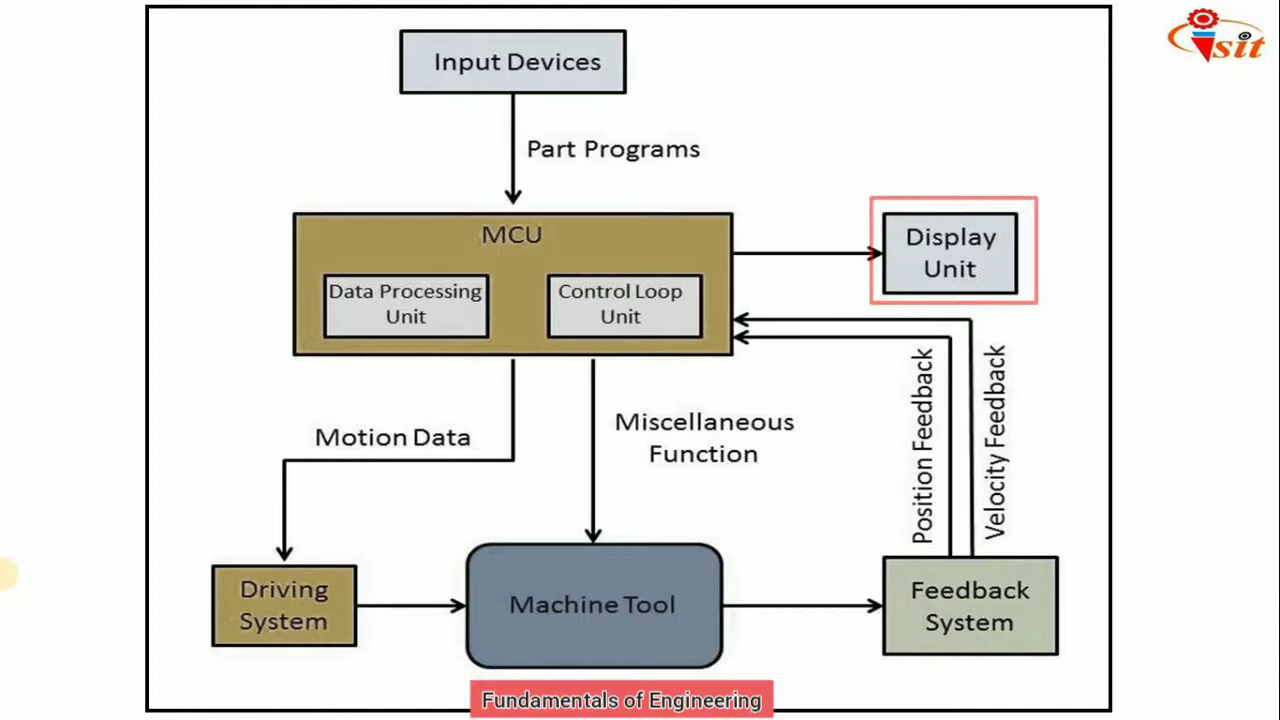 Input Devices
Part Programs
MCU
Data Processing
Unit
Control Loop
Unit
Display
Unit
Motion Data
Miscellaneous
Function
Position Feedback
Velocity Feedback
Driving
System
Machine Tool
Feedback
System
Fundamentals of Engineering
isit